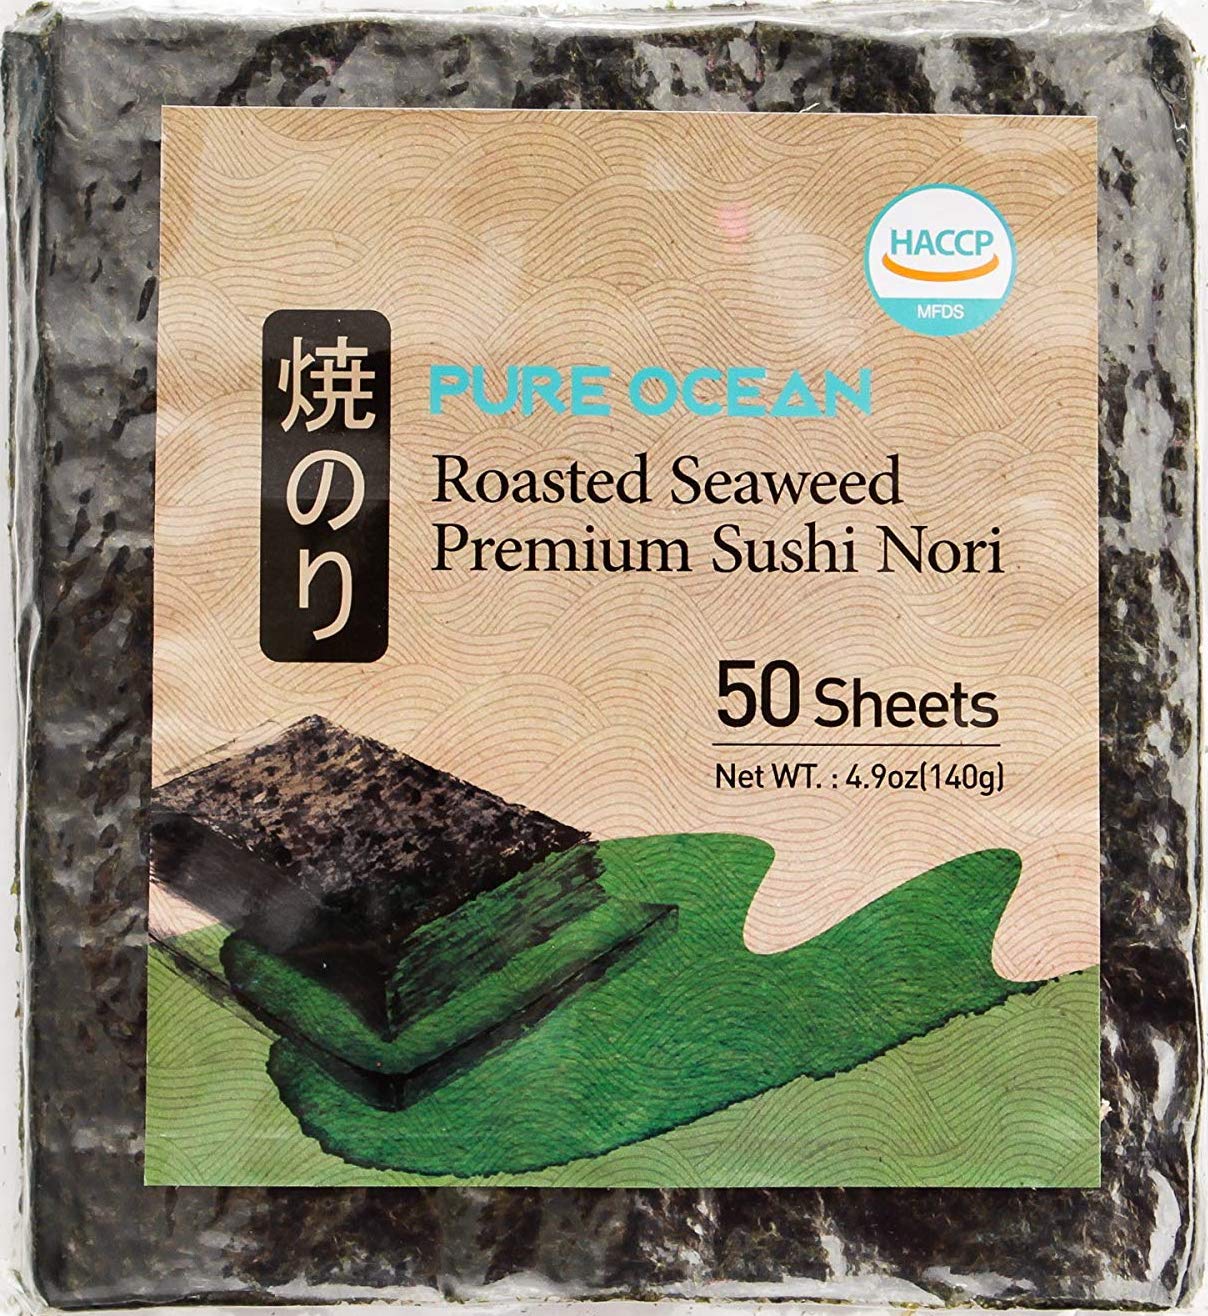 HACCP
MFDS
焼のり
PURE OCEAN
Roasted Seaweed
Premium Sushi Nori
50 Sheets
Net WT. : 4.9oz(140g)